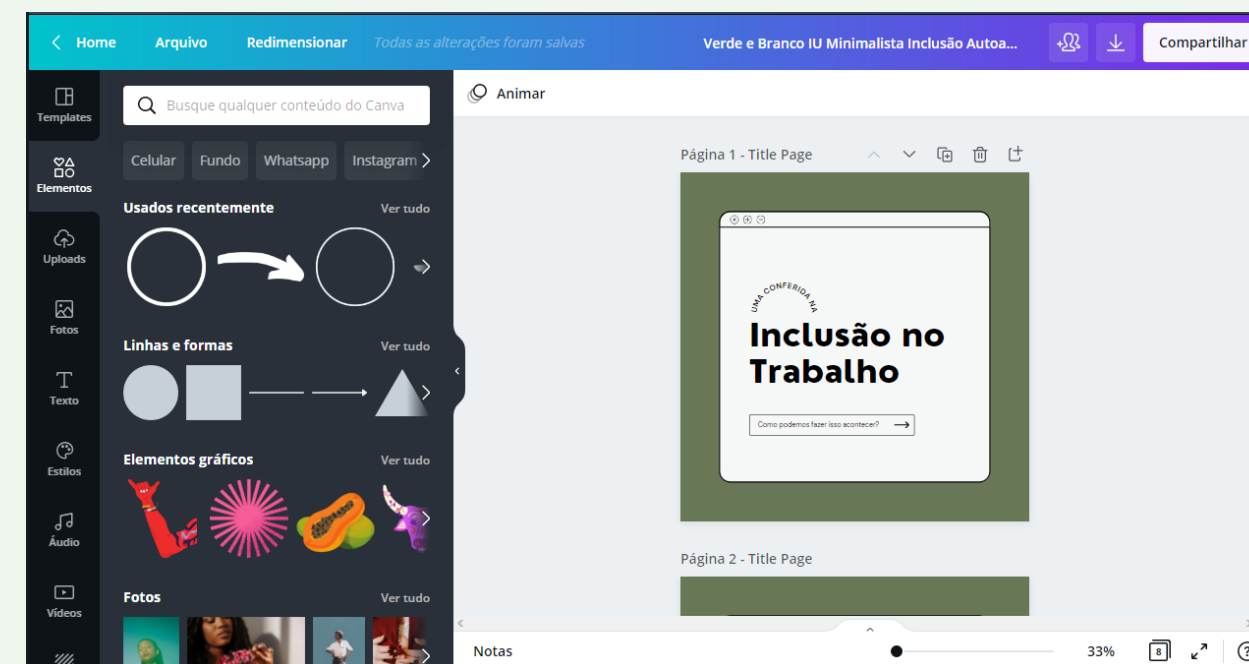 Home Arquivo Redimensionar Todas as alterações foram salvas Verde e Branco IU Minimalista Inclusão Autoa... Compartilhar
Templates
Elementos
Uploads
Fotos
Texto
Estilos
Áudio
Vídeos
Busque qualquer conteúdo do Canva
Celular Fundo Whatsapp Instagram
Usados recentemente Ver tudo
Linhas e formas Ver tudo
Elementos gráficos Ver tudo
Fotos Ver tudo
Animar
Página 1 - Title Page
UMA CONFERIDA NA
Inclusão no
Trabalho
Como podemos fazer isso acontecer?
Página 2 - Title Page
Notas 33% 8 ?